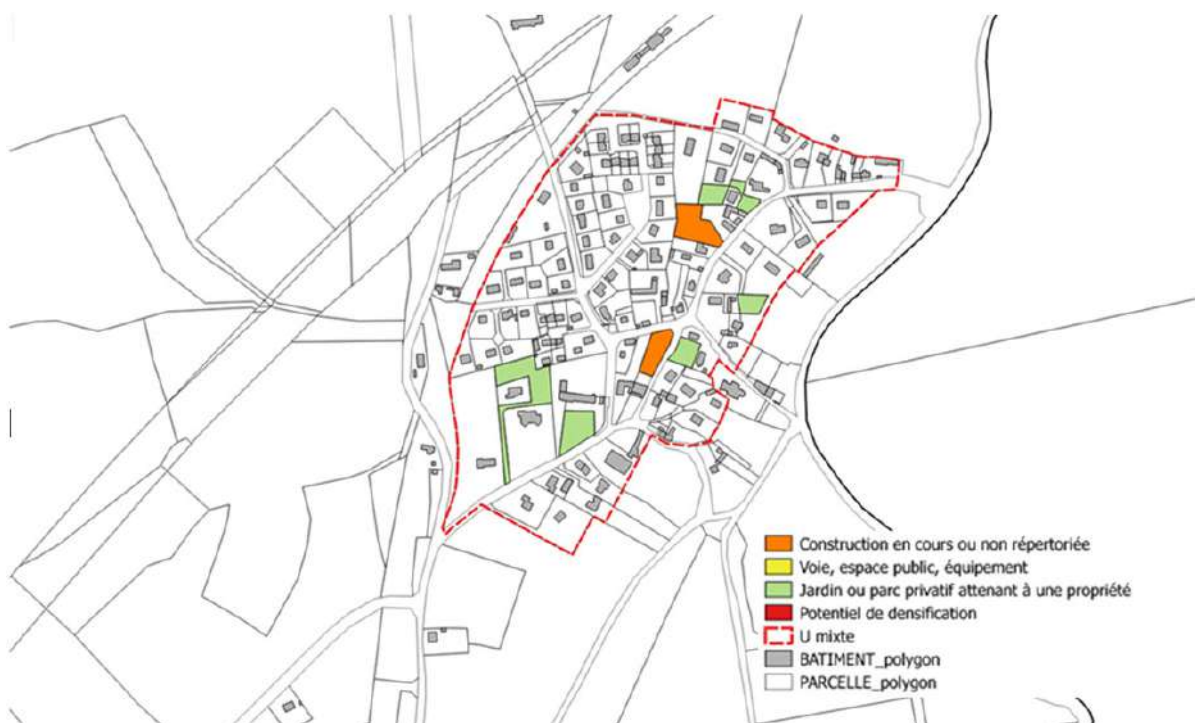 Construction en cours ou non répertoriée
Voie, espace public, équipement
Jardin ou parc privatif attenant à une propriété
Potentiel de densification
U mixte
BATIMENT_polygon
PARCELLE_polygon